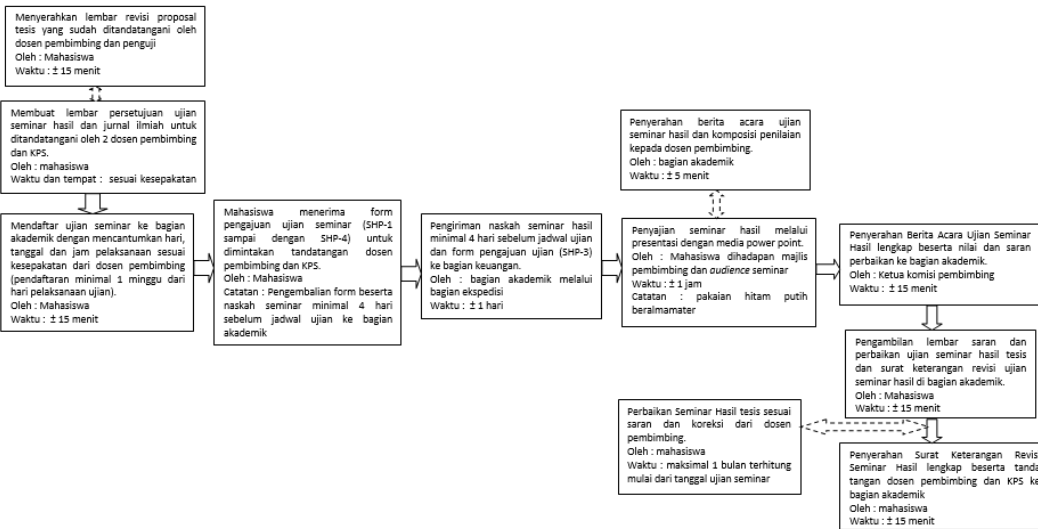 Menyerahkan lembar revisi proposal
tesis yang sudah ditandatangani oleh
dosen pembimbing dan penguji
Oleh : Mahasiswa
Waktu : ± 15 menit
Membuat lembar persetujuan ujian
seminar hasil dan jurnal ilmiah untuk
ditandatangani oleh 2 dosen pembimbing
dan KPS.
Oleh : mahasiswa
Waktu dan tempat : sesuai kesepakatan
Mendaftar ujian seminar ke bagian
akademik dengan mencantumkan hari,
tanggal dan jam pelaksanaan sesuai
kesepakatan dari dosen pembimbing
(pendaftaran minimal 1 minggu dari
hari pelaksanaan ujian).
Oleh : Mahasiswa
Waktu : ± 15 menit
Mahasiswa menerima form
pengajuan ujian seminar (SHP-1
sampai dengan SHP-4) untuk
dimintakan tandatangan dosen
pembimbing dan KPS.
Oleh : Mahasiswa
Catatan : Pengembalian form beserta
naskah seminar minimal 4 hari
sebelum jadwal ujian ke bagian
akademik
Pengiriman naskah seminar hasil
minimal 4 hari sebelum jadwal ujian
dan form pengajuan ujian (SHP-3)
ke bagian keuangan.
Oleh : bagian akademik melalui
bagian ekspedisi
Waktu : ± 1 hari
Penyerahan berita acara ujian
seminar hasil dan komposisi penilaian
kepada dosen pembimbing.
Oleh : bagian akademik
Waktu : ± 5 menit
Penyajian seminar hasil melalui
presentasi dengan media power point.
Oleh : Mahasiswa dihadapan majlis
pembimbing dan audience seminar
Waktu : ± 1 jam
Catatan : pakaian hitam putih
beralmamater
Penyerahan Berita Acara Ujian Seminar
Hasil lengkap beserta nilai dan saran
perbaikan ke bagian akademik.
Oleh : Ketua komisi pembimbing
Waktu : ± 15 menit
Pengambilan lembar saran dan
perbaikan ujian seminar hasil tesis
dan surat keterangan revisi ujian
seminar hasil di bagian akademik.
Oleh : Mahasiswa
Waktu : ± 15 menit
Perbaikan Seminar Hasil tesis sesuai
saran dan koreksi dari dosen
pembimbing.
Oleh : mahasiswa
Waktu : maksimal 1 bulan terhitung
mulai dari tanggal ujian seminar
Penyerahan Surat Keterangan Revisi
Seminar Hasil lengkap beserta tanda
tangan dosen pembimbing dan KPS ke
bagian akademik
Oleh : mahasiswa
Waktu : ± 15 menit